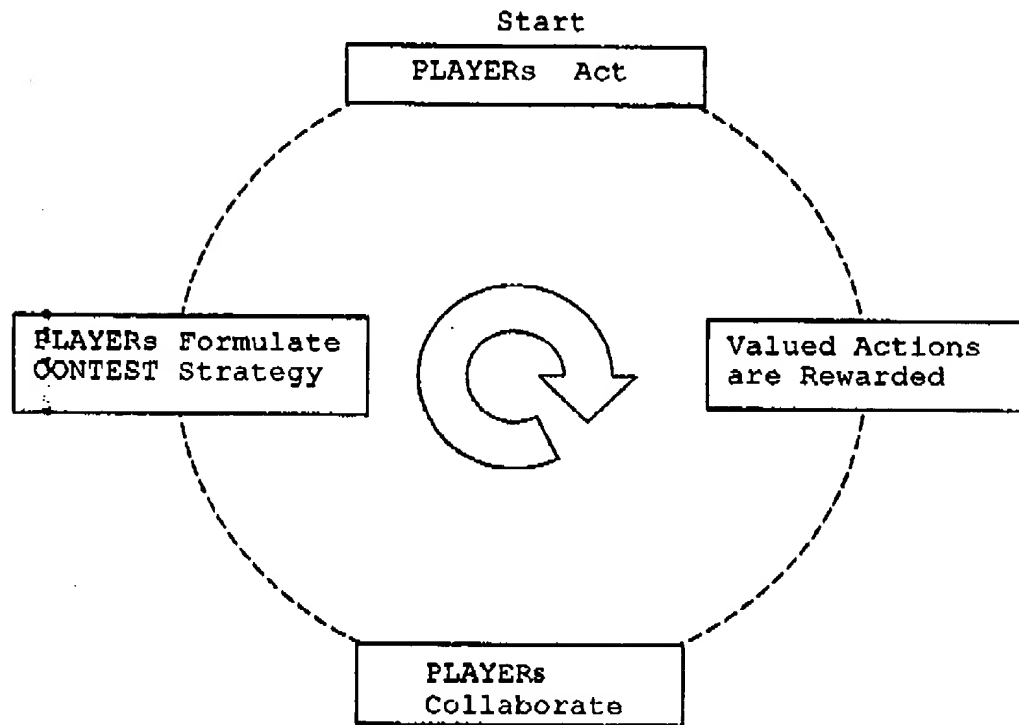 Start
PLAYERs Act
PLAYERs Formulate
CONTEST Strategy
Valued Actions
are Rewarded
PLAYERs
Collaborate